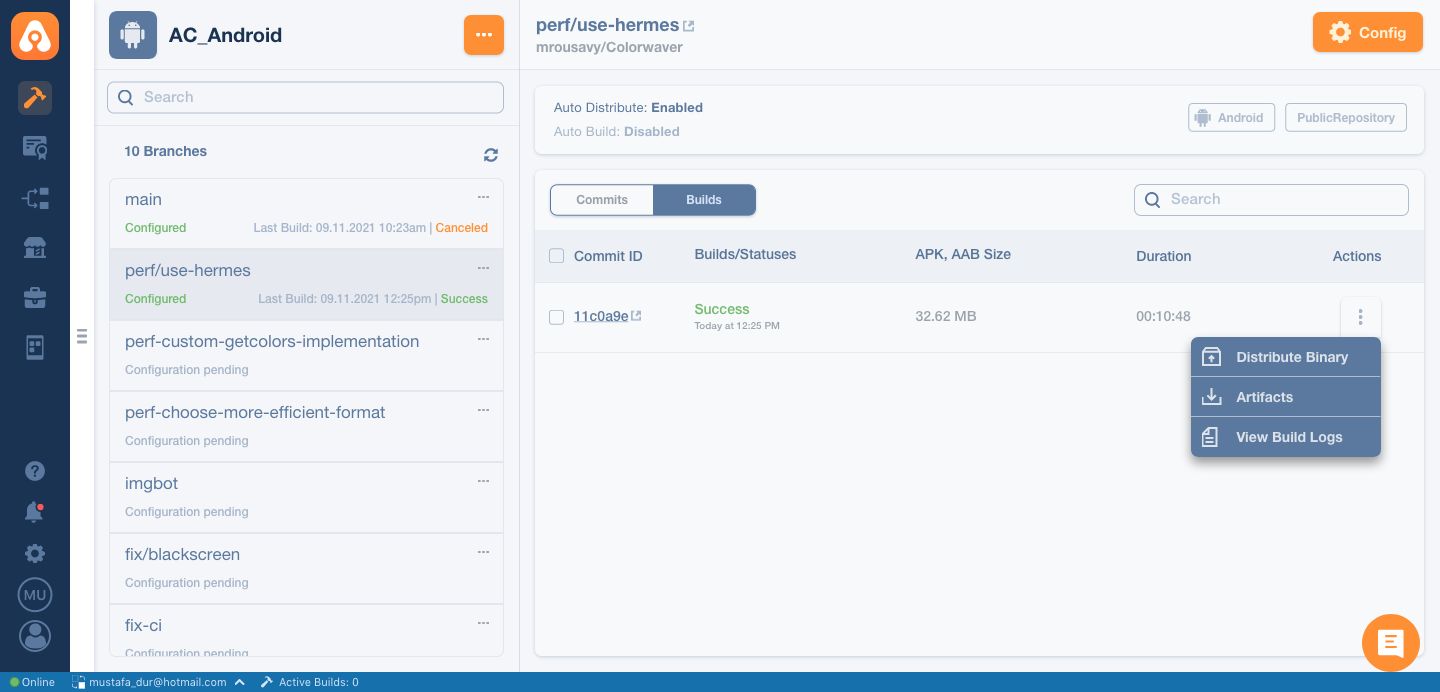 AC_Android
Search
10 Branches
main
Configured
Last Build: 09.11.2021 10:23am | Canceled
perf/use-hermes
Configured
Last Build: 09.11.2021 12:25pm | Success
perf-custom-getcolors-implementation
Configuration pending
perf-choose-more-efficient-format
Configuration pending
imgbot
Configuration pending
fix/blackscreen
Configuration pending
fix-ci
Configuration pending
perf/use-hermes
mrousavy/Colorwaver
Config
Auto Distribute: Enabled
Auto Build: Disabled
Android
PublicRepository
Commits
Builds
Search
Commit ID
Builds/Statuses
APK, AAB Size
Duration
Actions
11c0a9e
Success
Today at 12:25 PM
32.62 MB
00:10:48
Distribute Binary
Artifacts
View Build Logs
MU
Online
mustafa_dur@hotmail.com
Active Builds: 0